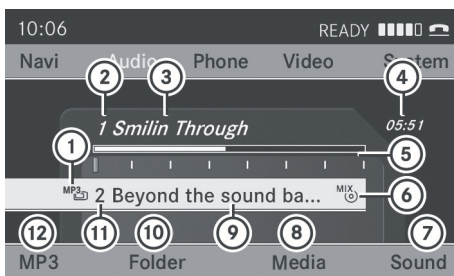 10:06 READY
Navi Audio Phone Video System
2 3 4
1 Smilin Through 05:51
1 5
MP3 2 Beyond the sound ba... MIX 6
12 11 10 9 8 7
MP3 Folder Media Sound